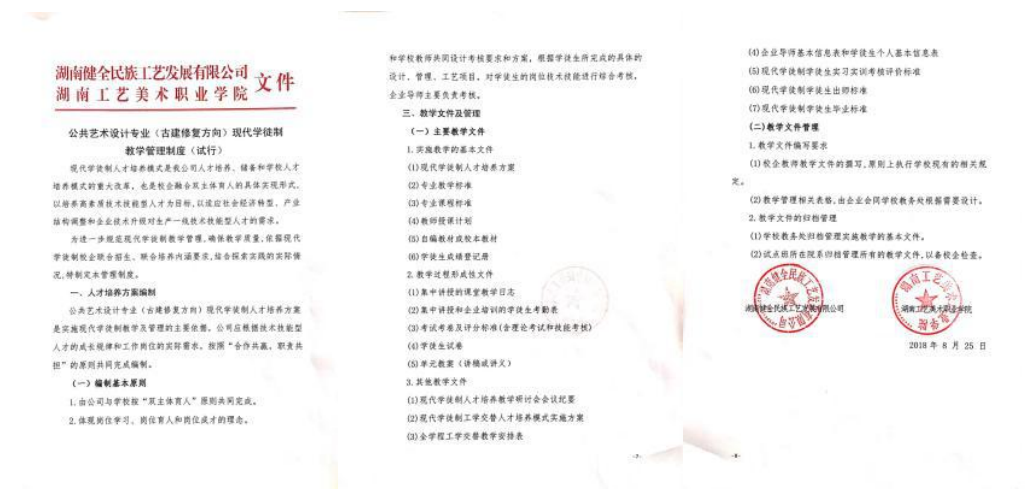 湖南健全民族工艺发展有限公司
湖南工艺美术职业学院
文件
公共艺术设计专业（古建修复方向）现代学徒制
教学管理制度（试行）
现代学徒制人才培养模式是我公司人才培养、储备和学校人才
培养模式的重大改革，也是校企融合双主体育人的具体实现形式，
以培养高素质技术技能型人才为目标，以适应社会经济转型、产业
结构调整和企业技术升级对生产一线技术技能型人才的需求。
为进一步规范现代学徒制教学管理，确保教学质量，依据现代
学徒制校企联合招生、联合培养内涵要求，结合探索实践的实际情
况，特制定本管理制度。
一、人才培养方案编制
公共艺术设计专业（古建修复方向）现代学徒制人才培养方案
是实施现代学徒制教学及管理的主要依据。公司应根据技术技能型
人才的成长规律和工作岗位的实际需求，按照“合作共赢、职责共
担”的原则共同完成编制。
（一）编制基本原则
1.由公司与学校按“双主体育人”原则共同完成。
2.体现岗位学习、岗位育人和岗位成才的理念。
和学校教师共同设计考核要求和方案，根据学徒生所完成的具体的
设计、管理、工艺项目，对学徒生的岗位技术技能进行综合考核，
企业导师主要负责考核。
三、教学文件及管理
（一）主要教学文件
1.实施教学的基本文件
(1)现代学徒制人才培养方案
(2)专业教学标准
(3)专业课程标准
(4)教师授课计划
(5)自编教材或校本教材
(6)学徒生成绩登记册
2.教学过程形成性文件
(1)集中讲授的课堂教学日志
(2)集中讲授和企业培训的学徒生考勤表
(3)考试考卷及评分标准(含理论考试和技能考核)
(4)学徒生试卷
(5)单元教案（讲稿或讲义）
3.其他教学文件
(1)现代学徒制人才培养教学研讨会会议纪要
(2)现代学徒制工学交替人才培养模式实施方案
(3)全学程工学交替教学安排表
-7-
(4)企业导师基本信息表和学徒生个人基本信息表
(5)现代学徒制学徒生实习实训考核评价标准
(6)现代学徒制学徒生出师标准
(7)现代学徒制学徒生毕业标准
(二)教学文件管理
1.教学文件编写要求
(1)校企教师教学文件的撰写，原则上执行学校现有的相关规
定。
(2)教学管理相关表格，由企业会同学校教务处根据需要设计。
2.教学文件的归档管理
(1)学校教务处归档管理实施教学的基本文件。
(2)试点班所在院系归档管理所有的教学文件，以备校企检查。
湖南健全民族工艺发展有限公司
湖南工艺美术职业学院
2018年8月25日
-8-